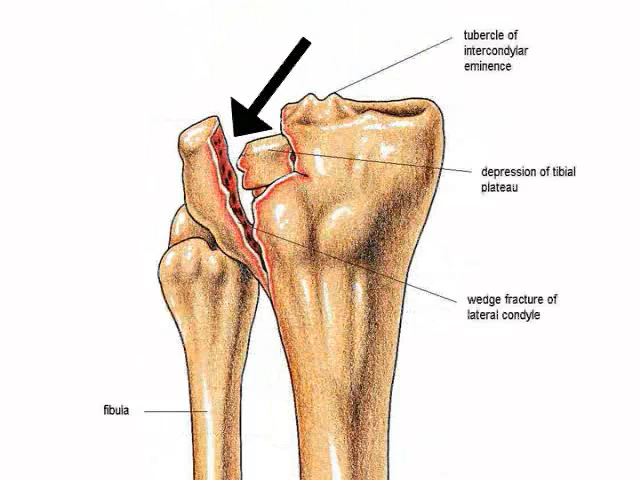 tubercle of
intercondylar
eminence
depression of tibial
plateau
wedge fracture of
lateral condyle
fibula